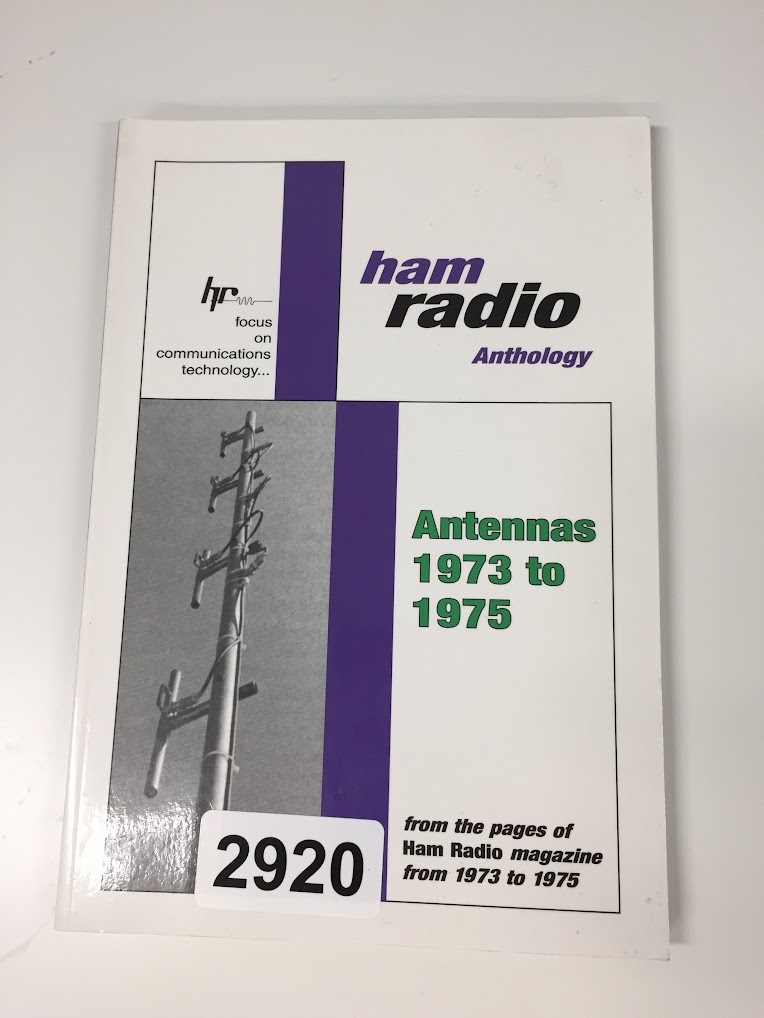 hr
focus
on
communications
technology...
ham
radio
Anthology
Antennas
1973 to
1975
from the pages of
Ham Radio magazine
from 1973 to 1975
2920